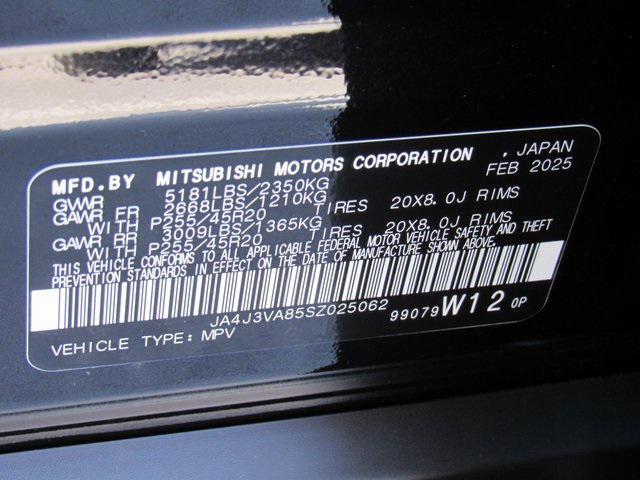 MFD.BY MITSUBISHI MOTORS CORPORATION , JAPAN
GVWR 5181LBS/2350KG FEB 2025
GAWR FR 2668LBS/1210KG
WITH P255/45R20 TIRES 20X8.0J RIMS
GAWR RR 3009LBS/1365KG
WITH P255/45R20 TIRES 20X8.0J RIMS
THIS VEHICLE CONFORMS TO ALL APPLICABLE FEDERAL MOTOR VEHICLE SAFETY AND THEFT
PREVENTION STANDARDS IN EFFECT ON THE DATE OF MANUFACTURE SHOWN ABOVE.
JA4J3VA85SZ025062 99079 W12 0P
VEHICLE TYPE: MPV